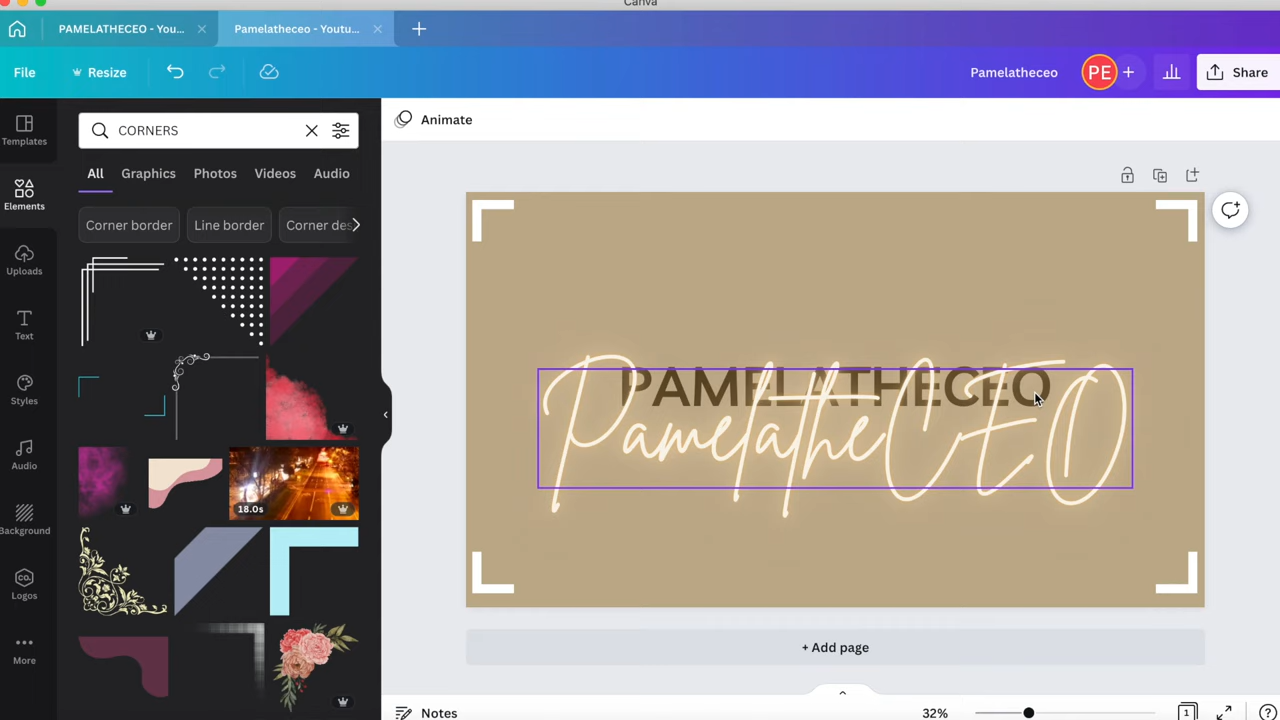 Canva
PAMELATHECEO - You...
Pamelatheceo - Youtu...
File
Resize
Pamelatheceo
PE
Share
Templates
Elements
Uploads
Text
Styles
Audio
Background
Logos
More
CORNERS
All Graphics Photos Videos Audio
Corner border Line border Corner des
18.0s
CO.
Animate
PAMELATHECEO
PamelatheCEO
+ Add page
Notes
32%
1
?